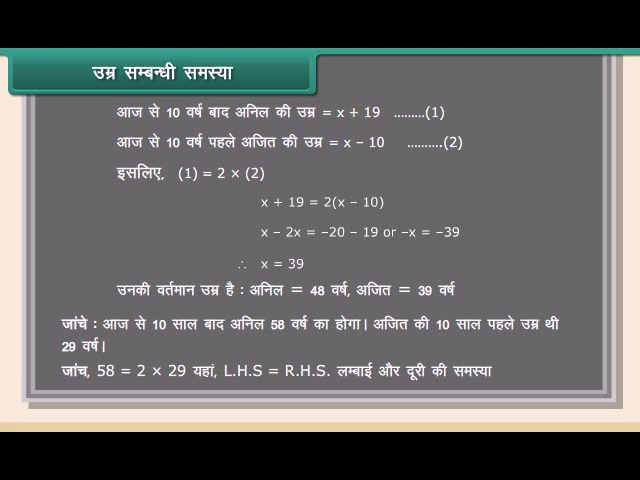 उम्र सम्बन्धी समस्या
आज से 10 वर्ष बाद अनिल की उम्र = x + 19 .........(1)
आज से 10 वर्ष पहले अजित की उम्र = x – 10 ..........(2)
इसलिए, (1) = 2 × (2)
x + 19 = 2(x – 10)
x – 2x = –20 – 19 or –x = –39
∴ x = 39
उनकी वर्तमान उम्र है : अनिल = 48 वर्ष, अजित = 39 वर्ष
जांचे : आज से 10 साल बाद अनिल 58 वर्ष का होगा। अजित की 10 साल पहले उम्र थी
29 वर्ष।
जांच, 58 = 2 × 29 यहां, L.H.S = R.H.S. लम्बाई और दूरी की समस्या